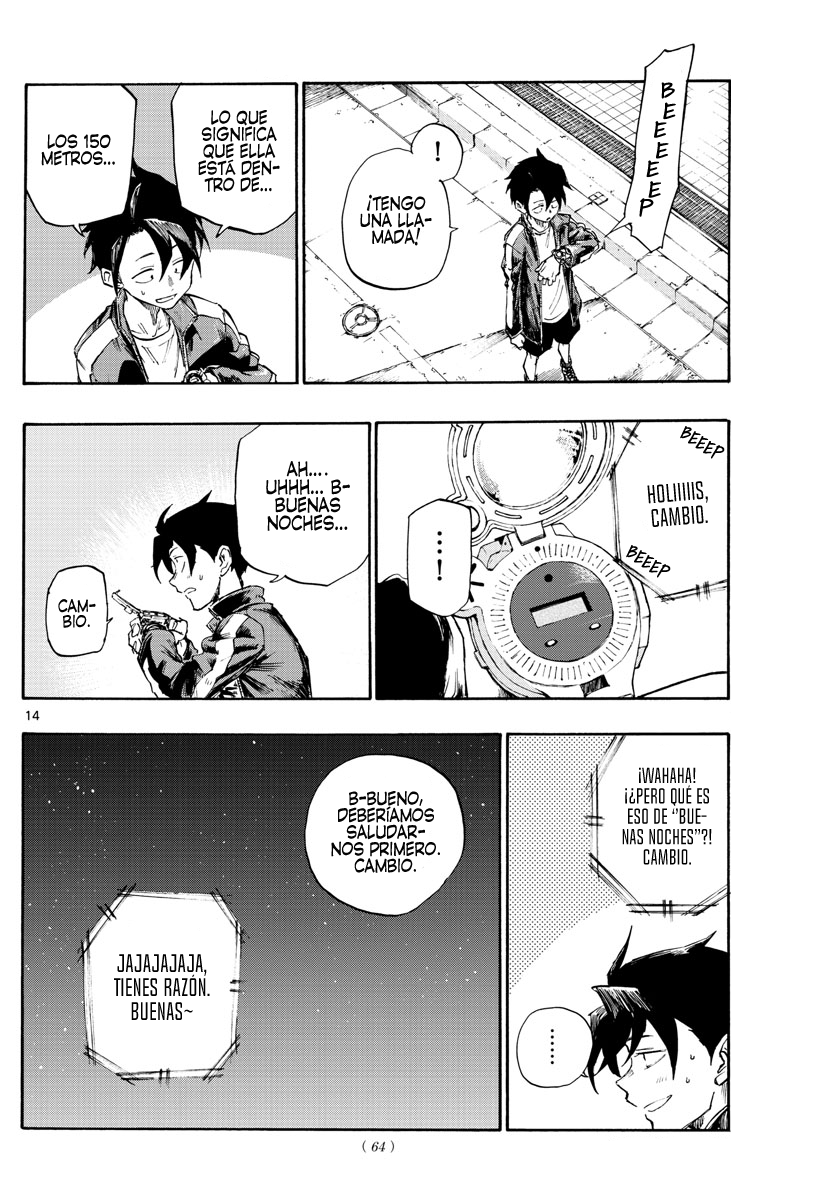 BEEEEEP
!
¡TENGO
UNA LLA-
MADA!
LO QUE
SIGNIFICA
QUE ELLA
ESTÁ DEN-
TRO DE...
LOS 150
METROS...
BEEEP
HOLIIIIIS,
CAMBIO.
BEEEP
....!
AH....
UHHH... B-
BUENAS
NOCHES...
CAM-
BIO.
14
¡WAHAHA!
¡¿PERO QUÉ ES
ESO DE "BUE-
NAS NOCHES"?!
CAMBIO.
....
B-BUENO,
DEBERÍAMOS
SALUDAR-
NOS PRIMERO.
CAMBIO.
JAJAJAJAJA,
TIENES RAZÓN.
BUENAS~
( 64 )